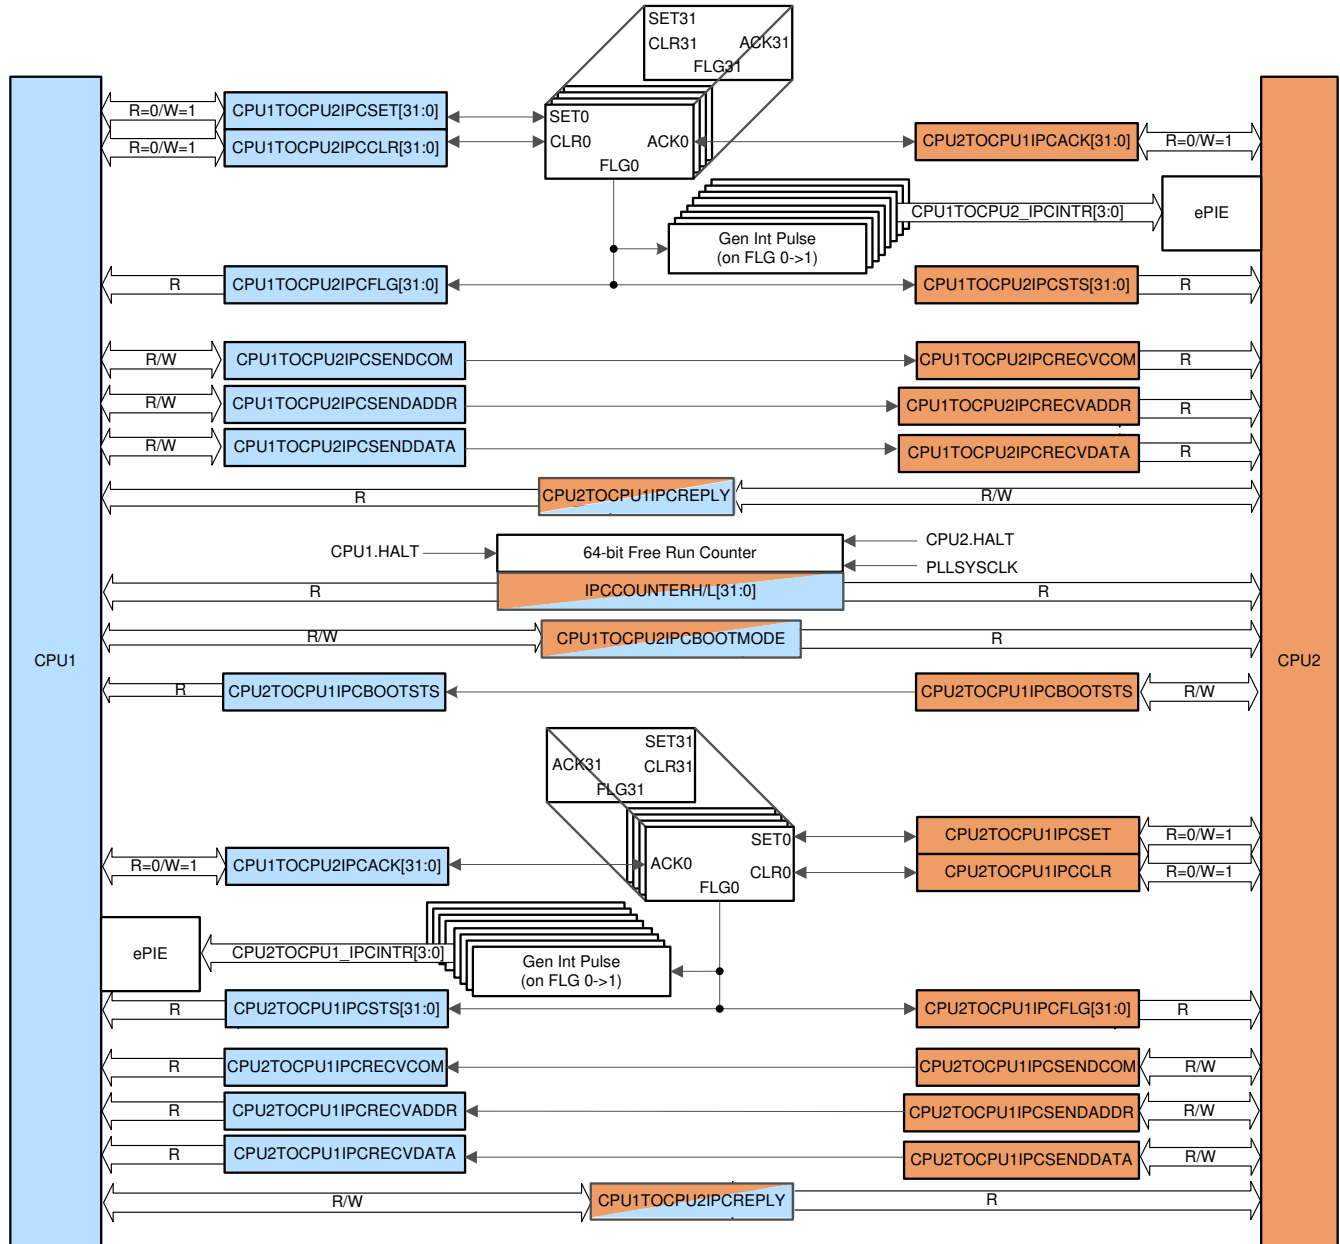 SET31
CLR31 ACK31
FLG31
R=0/W=1 CPU1TOCPU2IPCSET[31:0] SET0
R=0/W=1 CPU1TOCPU2IPCCLR[31:0] CLR0 ACK0 CPU2TOCPU1IPCACK[31:0] R=0/W=1
FLG0
CPU1TOCPU2_IPCINTR[3:0] ePIE
Gen Int Pulse
(on FLG 0->1)
R CPU1TOCPU2IPCFLG[31:0] CPU1TOCPU2IPCSTS[31:0] R
R/W CPU1TOCPU2IPCSENDCOM CPU1TOCPU2IPCRECVCOM R
R/W CPU1TOCPU2IPCSENDADDR CPU1TOCPU2IPCRECVADDR R
R/W CPU1TOCPU2IPCSENDDATA CPU1TOCPU2IPCRECVDATA R
R CPU2TOCPU1IPCREPLY R/W
CPU1.HALT 64-bit Free Run Counter CPU2.HALT
PLLSYSCLK
R IPCCOUNTERH/L[31:0] R
R/W CPU1TOCPU2IPCBOOTMODE R
CPU1 CPU2
R CPU2TOCPU1IPCBOOTSTS CPU2TOCPU1IPCBOOTSTS R/W
SET31
ACK31 CLR31
FLG31
SET0 CPU2TOCPU1IPCSET R=0/W=1
R=0/W=1 CPU1TOCPU2IPCACK[31:0] ACK0 CLR0 CPU2TOCPU1IPCCLR R=0/W=1
FLG0
ePIE CPU2TOCPU1_IPCINTR[3:0]
Gen Int Pulse
(on FLG 0->1)
R CPU2TOCPU1IPCSTS[31:0] CPU2TOCPU1IPCFLG[31:0] R
R CPU2TOCPU1IPCRECVCOM CPU2TOCPU1IPCSENDCOM R/W
R CPU2TOCPU1IPCRECVADDR CPU2TOCPU1IPCSENDADDR R/W
R CPU2TOCPU1IPCRECVDATA CPU2TOCPU1IPCSENDDATA R/W
R/W CPU1TOCPU2IPCREPLY R